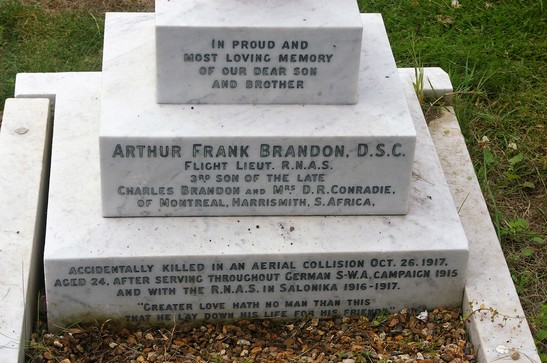 IN PROUD AND
MOST LOVING MEMORY
OF OUR DEAR SON
AND BROTHER
ARTHUR FRANK BRANDON, D.S.C.
FLIGHT LIEUT. R.N.A.S.
3RD SON OF THE LATE
CHARLES BRANDON AND MRS D.R.CONRADIE,
OF MONTREAL, HARRISMITH, S.AFRICA,
ACCIDENTALLY KILLED IN AN AERIAL COLLISION OCT. 26. 1917.
AGED 24, AFTER SERVING THROUGHOUT GERMAN S-W.A, CAMPAIGN 1915
AND WITH THE R.N.A.S. IN SALONIKA 1916-1917.
"GREATER LOVE HATH NO MAN THAN THIS
THAT HE LAY DOWN HIS LIFE FOR HIS FRIENDS"